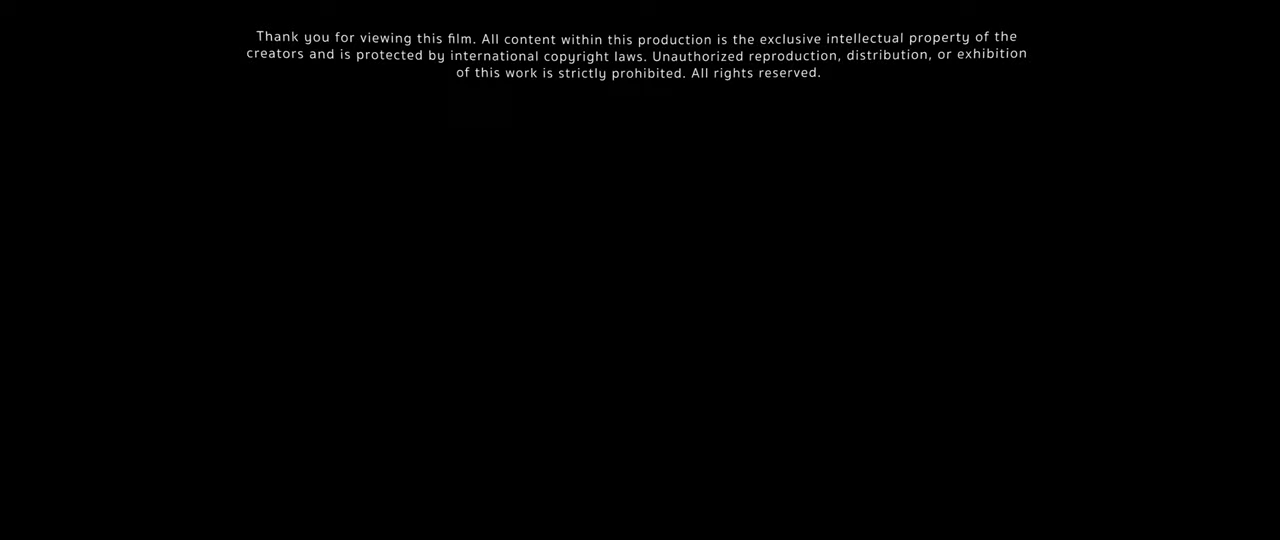 Thank you for viewing this film. All content within this production is the exclusive intellectual property of the
creators and is protected by international copyright laws. Unauthorized reproduction, distribution, or exhibition
of this work is strictly prohibited. All rights reserved.